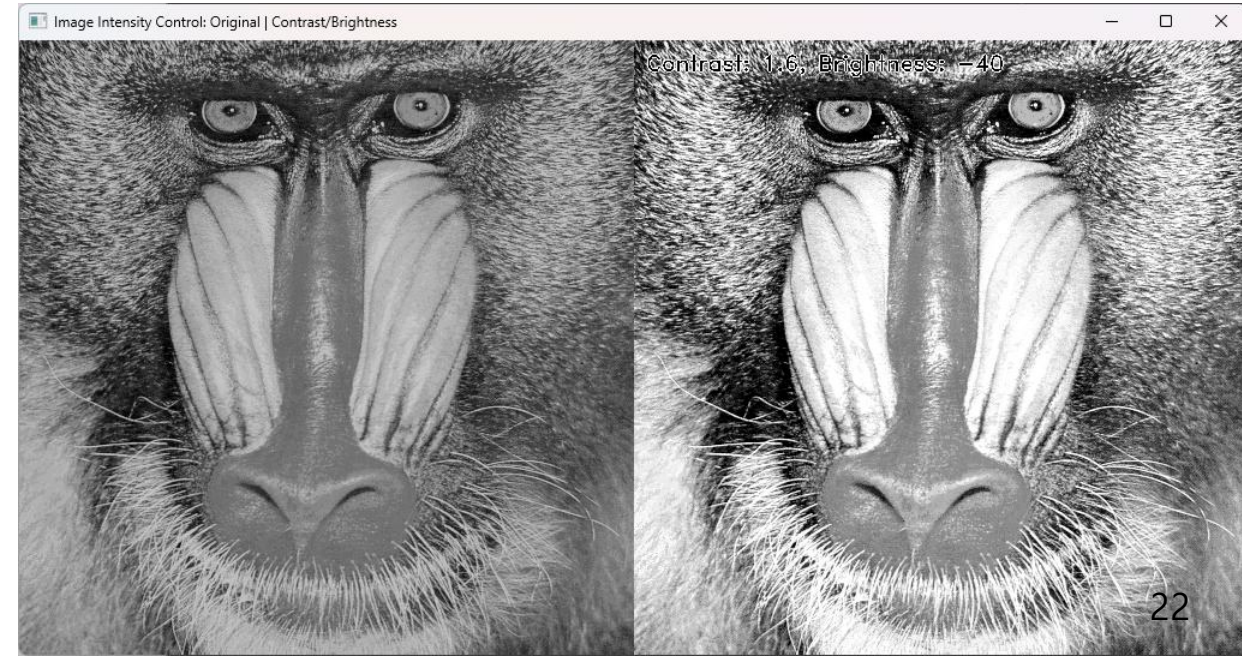 Image Intensity Control: Original | Contrast/Brightness
Contrast: 1.6, Brightness: -40
22